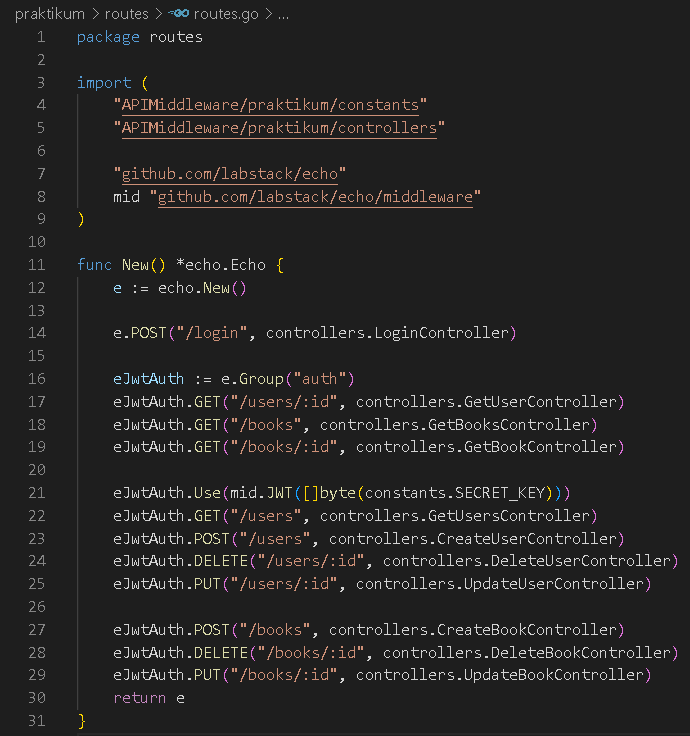 praktikum > routes > routes.go > ...
1 package routes
2
3 import (
4 "APIMiddleware/praktikum/constants"
5 "APIMiddleware/praktikum/controllers"
6
7 "github.com/labstack/echo"
8 mid "github.com/labstack/echo/middleware"
9 )
10
11 func New() *echo.Echo {
12 e := echo.New()
13
14 e.POST("/login", controllers.LoginController)
15
16 eJwtAuth := e.Group("auth")
17 eJwtAuth.GET("/users/:id", controllers.GetUserController)
18 eJwtAuth.GET("/books", controllers.GetBooksController)
19 eJwtAuth.GET("/books/:id", controllers.GetBookController)
20
21 eJwtAuth.Use(mid.JWT([]byte(constants.SECRET_KEY)))
22 eJwtAuth.GET("/users", controllers.GetUsersController)
23 eJwtAuth.POST("/users", controllers.CreateUserController)
24 eJwtAuth.DELETE("/users/:id", controllers.DeleteUserController)
25 eJwtAuth.PUT("/users/:id", controllers.UpdateUserController)
26
27 eJwtAuth.POST("/books", controllers.CreateBookController)
28 eJwtAuth.DELETE("/books/:id", controllers.DeleteBookController)
29 eJwtAuth.PUT("/books/:id", controllers.UpdateBookController)
30 return e
31 }